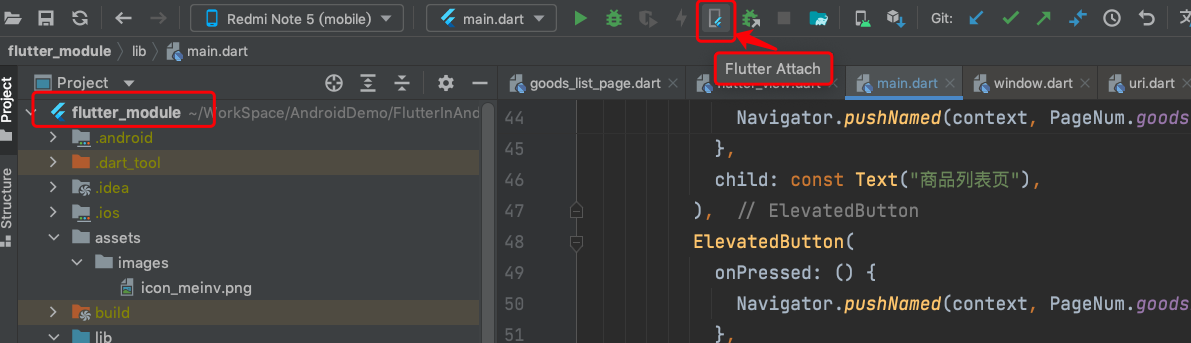 Redmi Note 5 (mobile) main.dart Git:
flutter_module lib main.dart
Flutter Attach
Project
Project
Structure
flutter_module ~/WorkSpace/AndroidDemo/FlutterInAnd
.android
.dart_tool
.idea
.ios
assets
images
icon_meinv.png
build
lib
goods_list_page.dart main.dart window.dart uri.dart
44 Navigator.pushNamed(context, PageNum.goods
45 },
46 child: const Text("商品列表页"),
47 ), // ElevatedButton
48 ElevatedButton(
49 onPressed: () {
50 Navigator.pushNamed(context, PageNum.goods
51 },